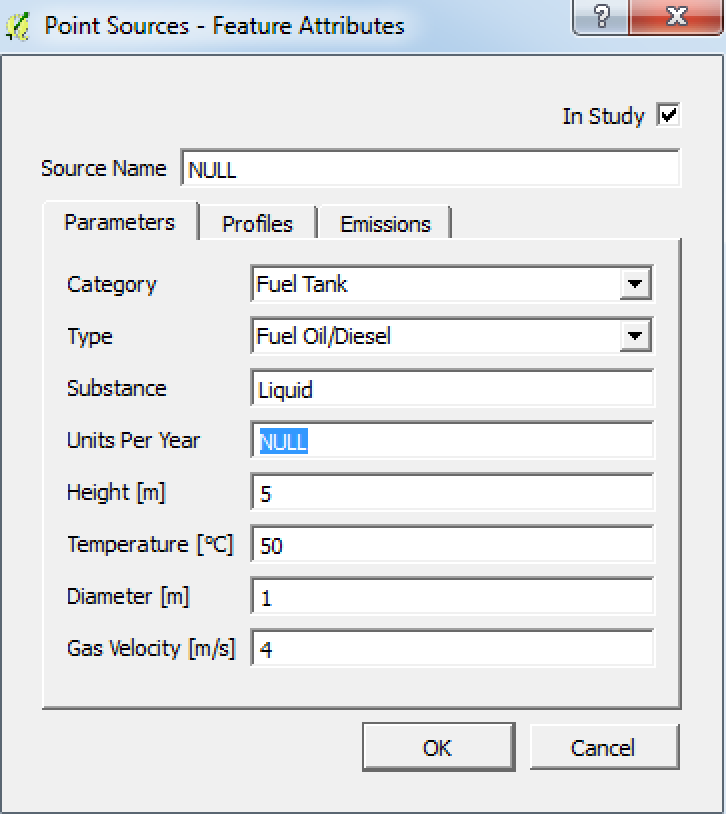 Point Sources - Feature Attributes
In Study
Source Name NULL
Parameters Profiles Emissions
Category Fuel Tank
Type Fuel Oil/Diesel
Substance Liquid
Units Per Year NULL
Height [m] 5
Temperature [°C] 50
Diameter [m] 1
Gas Velocity [m/s] 4
OK Cancel